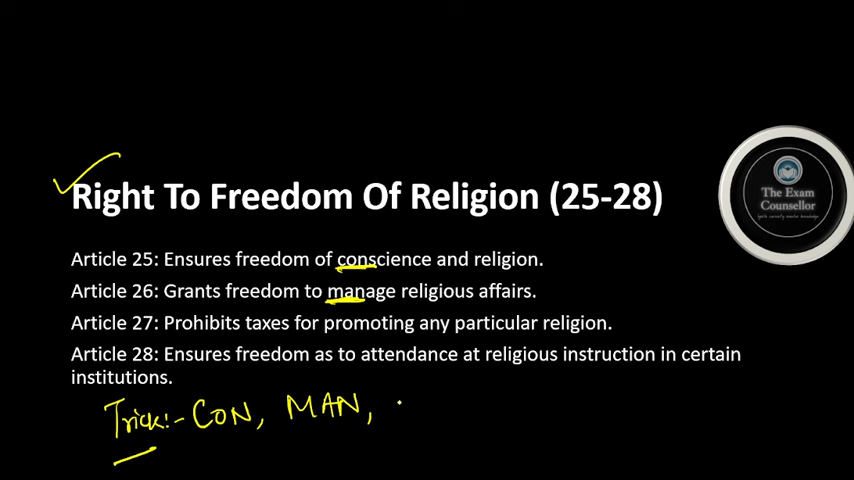 Right To Freedom Of Religion (25-28)
The Exam
Counsellor
Article 25: Ensures freedom of conscience and religion.
Article 26: Grants freedom to manage religious affairs.
Article 27: Prohibits taxes for promoting any particular religion.
Article 28: Ensures freedom as to attendance at religious instruction in certain
institutions.
Trick:- CON, MAN,